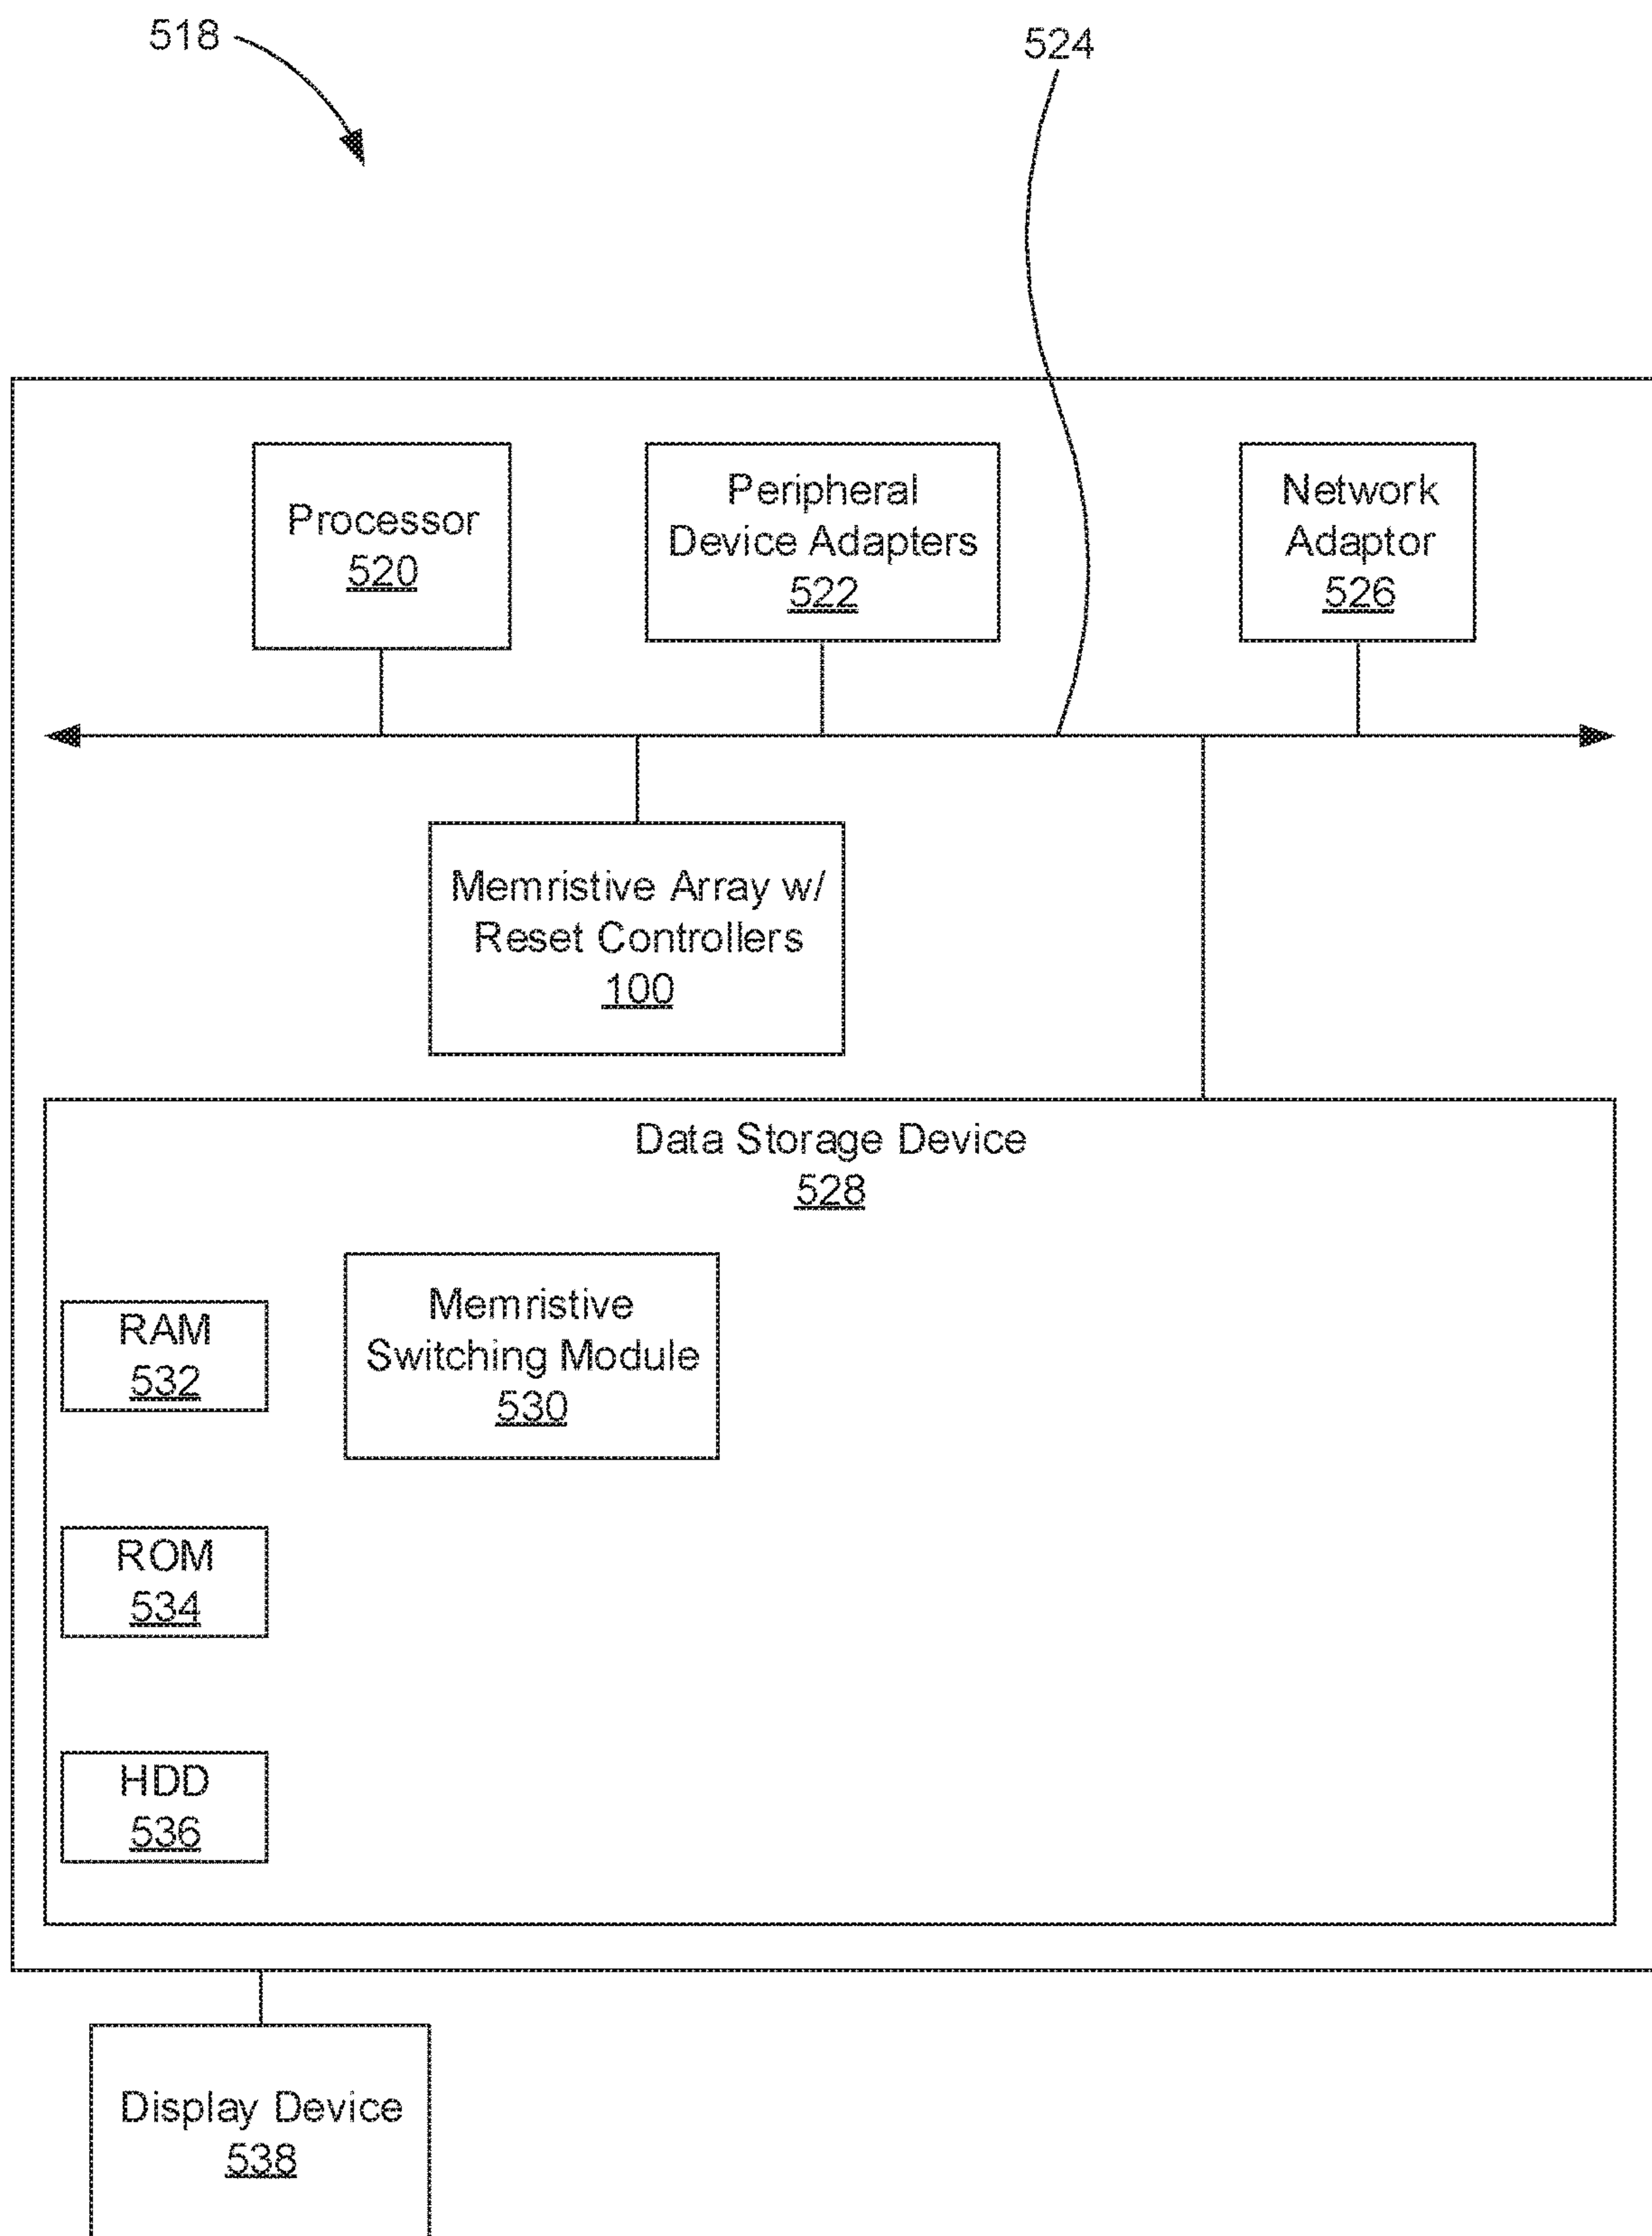 518
524
Processor
520
Peripheral
Device Adapters
522
Network
Adaptor
526
Memristive Array w/
Reset Controllers
100
Data Storage Device
528
RAM
532
Memristive
Switching Module
530
ROM
534
HDD
536
Display Device
538